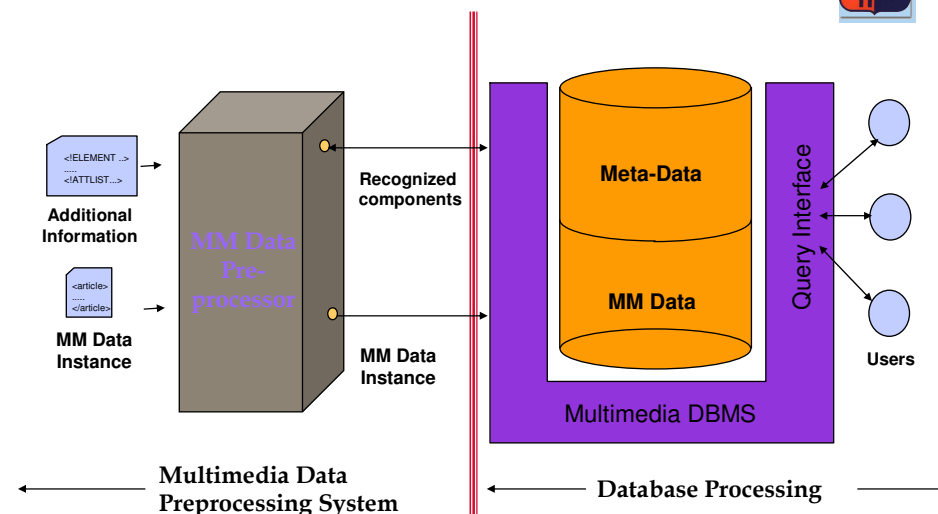 <!ELEMENT ..>
.....
<!ATTLIST...>
Additional
Information
<article>
.....
</article>
MM Data
Instance
MM Data
Pre-
processor
Recognized
components
MM Data
Instance
Meta-Data
MM Data
Multimedia DBMS
Query Interface
Users
Multimedia Data
Preprocessing System
Database Processing